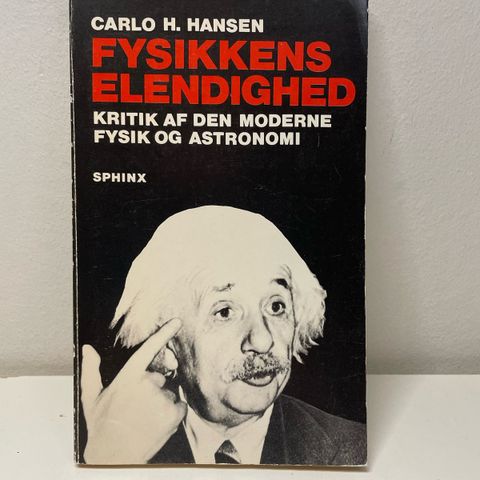 CARLO H. HANSEN
FYSIKKENS
ELENDIGHED
KRITIK AF DEN MODERNE
FYSIK OG ASTRONOMI
SPHINX